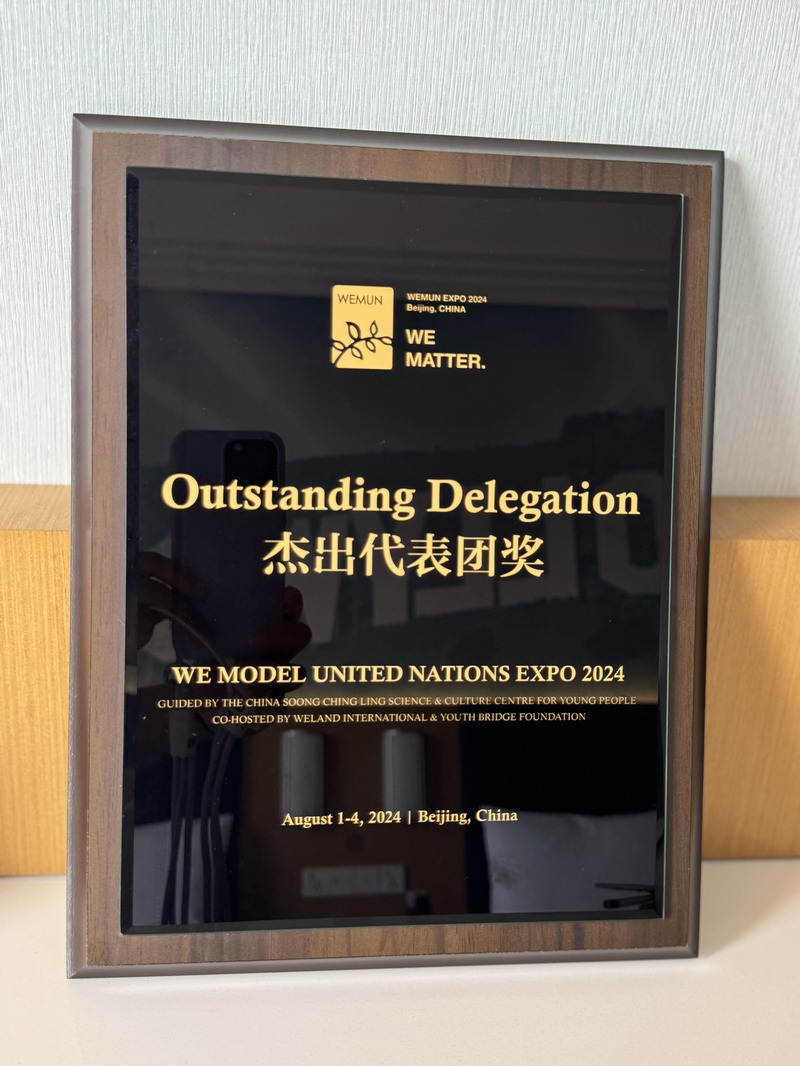 WEMUN
WEMUN EXPO 2024
Beijing, CHINA
WE
MATTER.
Outstanding Delegation
杰出代表团奖
WE MODEL UNITED NATIONS EXPO 2024
GUIDED BY THE CHINA SOONG CHING LING SCIENCE & CULTURE CENTRE FOR YOUNG PEOPLE
CO-HOSTED BY WELAND INTERNATIONAL & YOUTH BRIDGE FOUNDATION
August 1-4, 2024 | Beijing, China